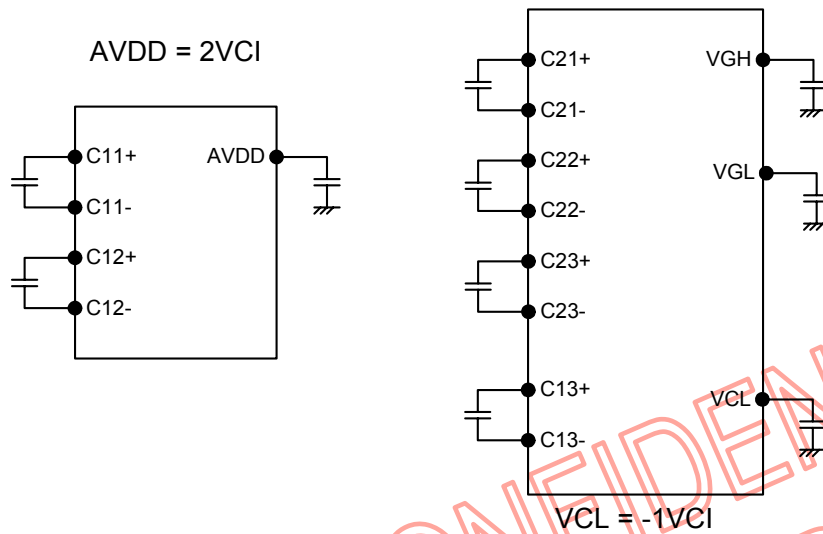 AVDD = 2VCI
C11+
AVDD
C11-
C12+
C12-
C21+
VGH
C21-
C22+
VGL
C22-
C23+
C23-
C13+
VCL
C13-
VCL = -1VCI